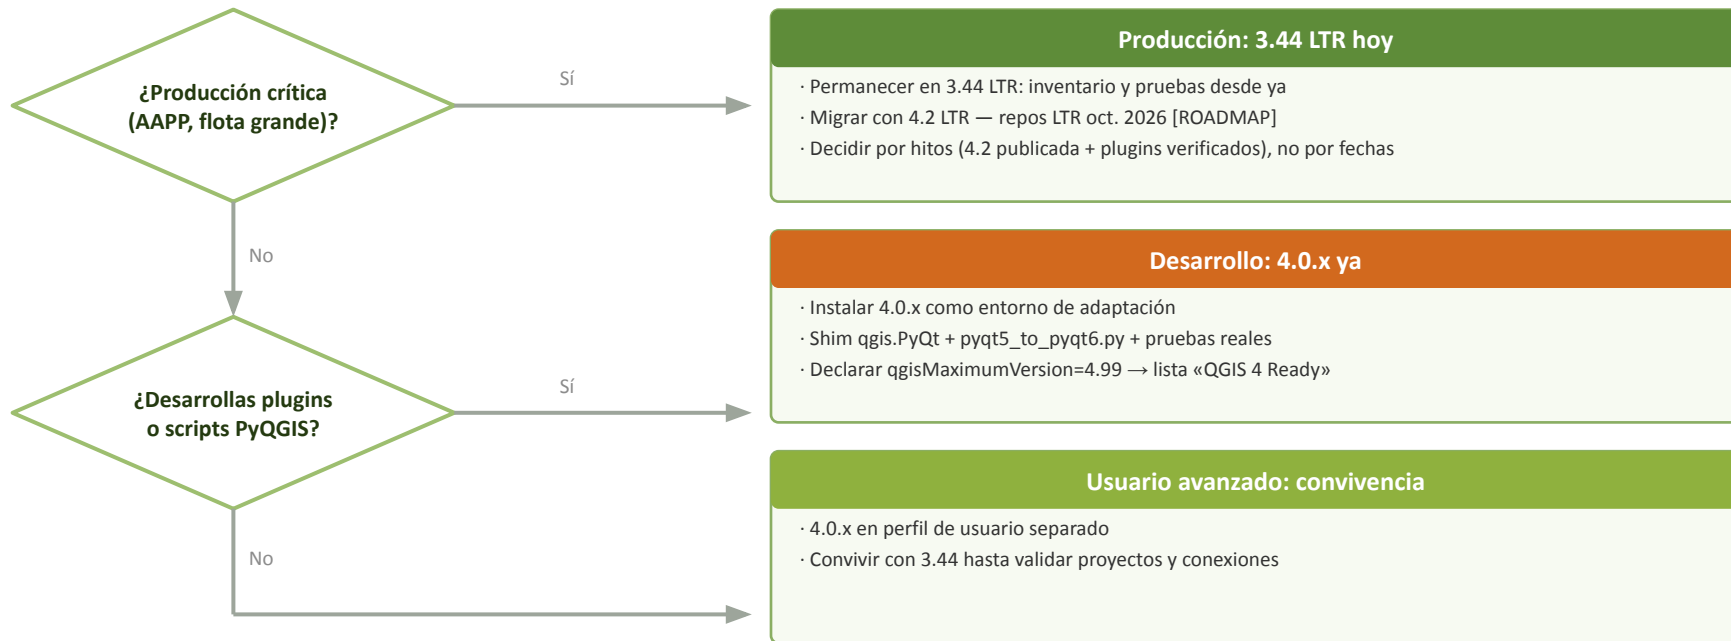 ¿Producción crítica
(AAPP, flota grande)?
Sí
No
Producción: 3.44 LTR hoy
· Permanecer en 3.44 LTR: inventario y pruebas desde ya
· Migrar con 4.2 LTR — repos LTR oct. 2026 [ROADMAP]
· Decidir por hitos (4.2 publicada + plugins verificados), no por fechas
¿Desarrollas plugins
o scripts PyQGIS?
Sí
No
Desarrollo: 4.0.x ya
· Instalar 4.0.x como entorno de adaptación
· Shim qgis.PyQt + pyqt5_to_pyqt6.py + pruebas reales
· Declarar qgisMaximumVersion=4.99 → lista «QGIS 4 Ready»
Usuario avanzado: convivencia
· 4.0.x en perfil de usuario separado
· Convivir con 3.44 hasta validar proyectos y conexiones